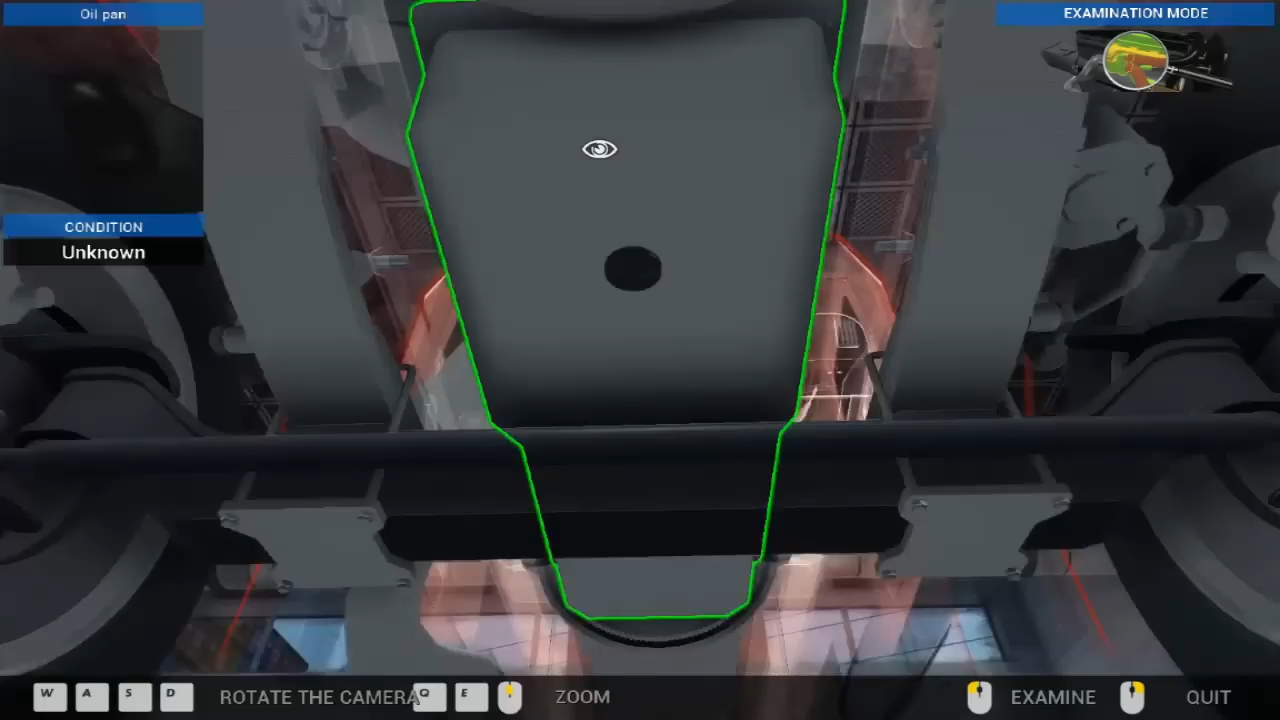 Oil pan
EXAMINATION MODE
CONDITION
Unknown
W A S D ROTATE THE CAMERA Q E ZOOM EXAMINE QUIT